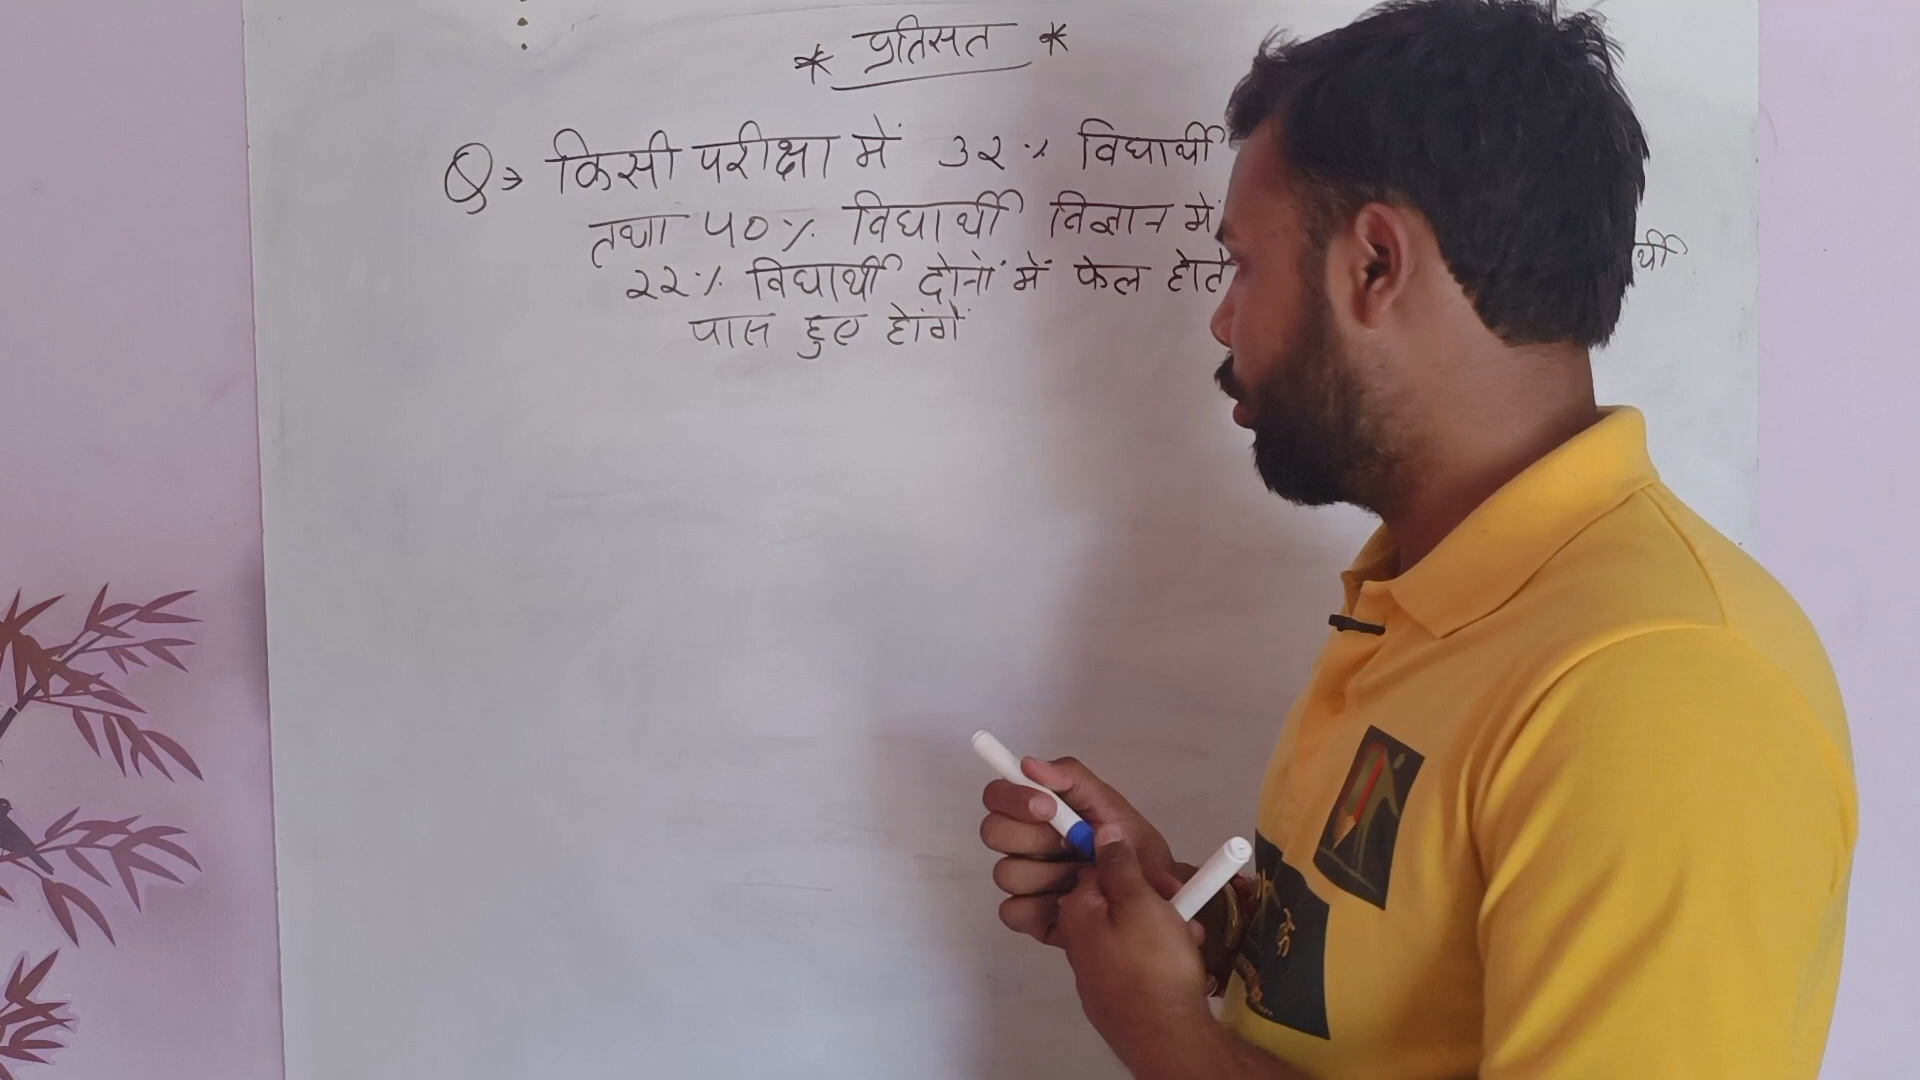 * प्रतिसत *
Q→ किसी परीक्षा में ३२% विद्यार्थी
तथा ५०% विद्यार्थी विज्ञान में
२२% विद्यार्थी दोनों में फेल होते र्थी
पास हुए होंगें